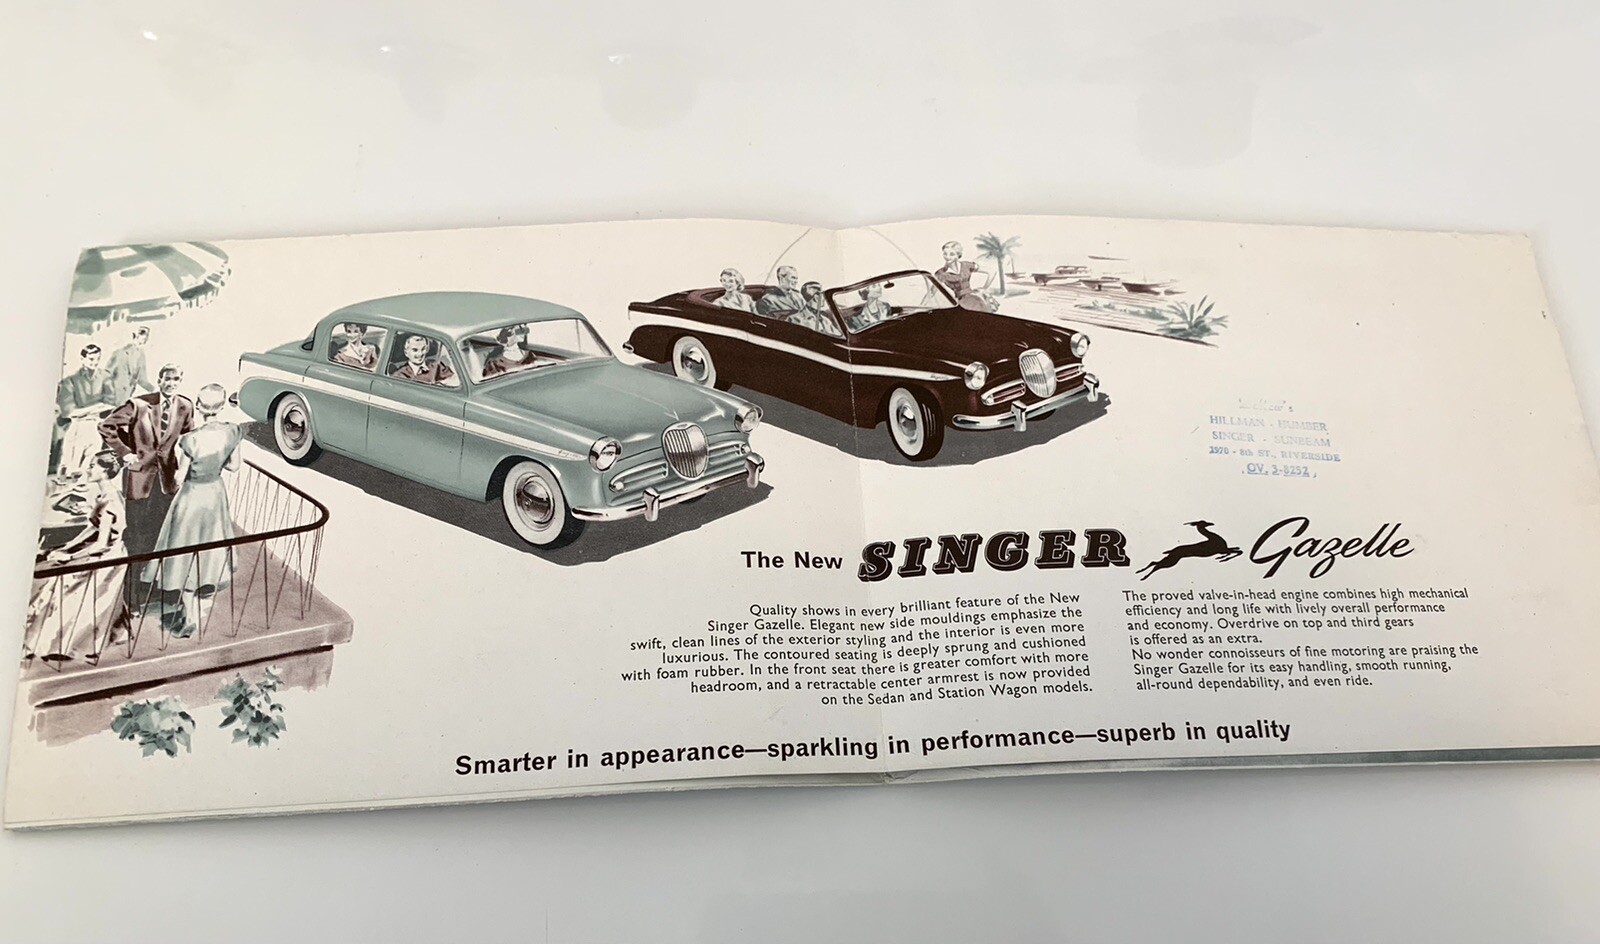 HILLMAN - HUMBER
SINGER - SUNBEAM
3970 - 8th ST., RIVERSIDE
OV. 3-8252
The New SINGER Gazelle
Quality shows in every brilliant feature of the New
Singer Gazelle. Elegant new side mouldings emphasize the
swift, clean lines of the exterior styling and the interior is even more
luxurious. The contoured seating is deeply sprung and cushioned
with foam rubber. In the front seat there is greater comfort with more
headroom, and a retractable center armrest is now provided
on the Sedan and Station Wagon models.
The proved valve-in-head engine combines high mechanical
efficiency and long life with lively overall performance
and economy. Overdrive on top and third gears
is offered as an extra.
No wonder connoisseurs of fine motoring are praising the
Singer Gazelle for its easy handling, smooth running,
all-round dependability, and even ride.
Smarter in appearance—sparkling in performance—superb in quality